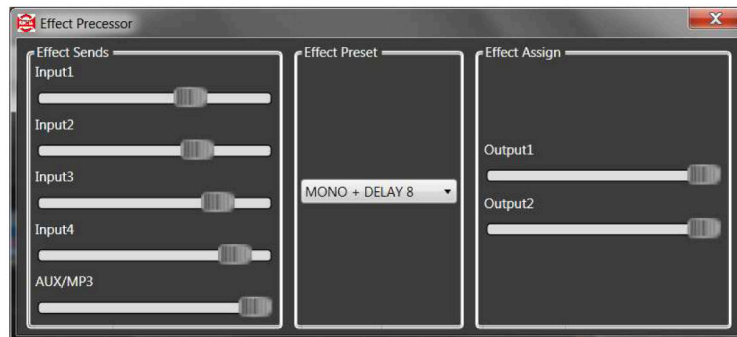 Effect Precessor
Effect Sends
Input1
Input2
Input3
Input4
AUX/MP3
Effect Preset
MONO + DELAY 8
Effect Assign
Output1
Output2